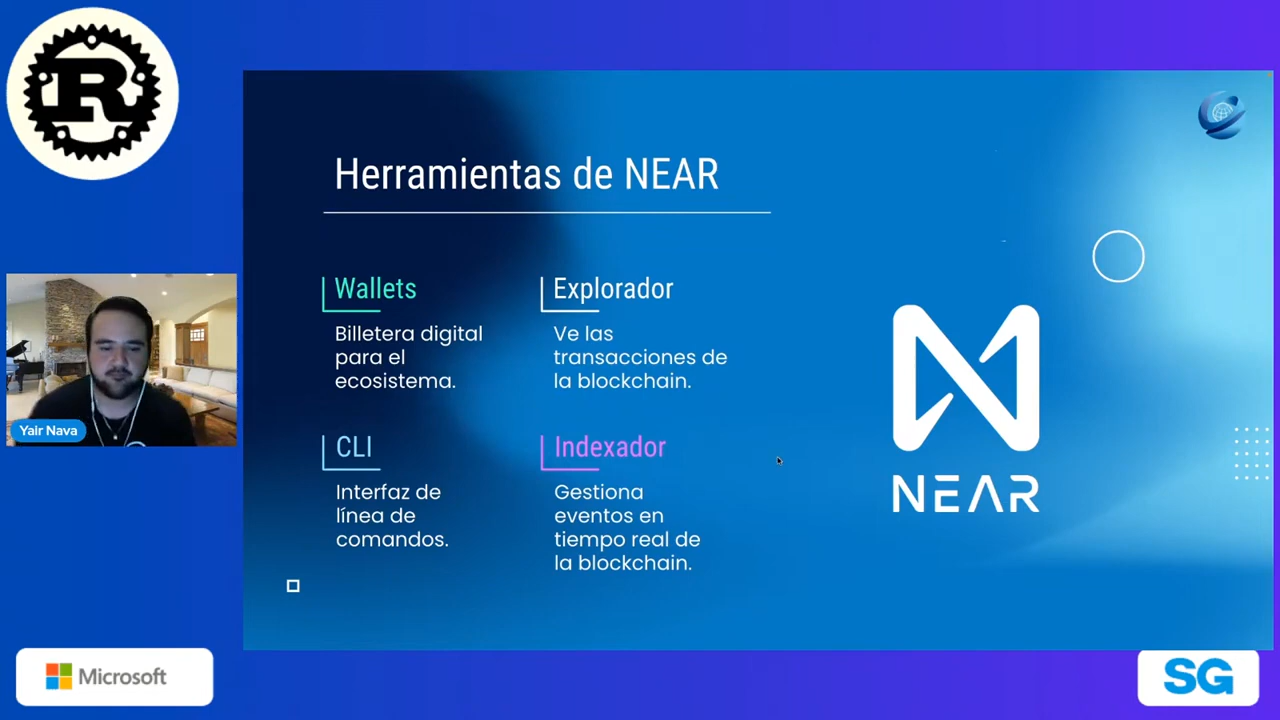 R
Herramientas de NEAR
Wallets
Billetera digital
para el
ecosistema.
Explorador
Ve las
transacciones de
la blockchain.
CLI
Interfaz de
línea de
comandos.
Indexador
Gestiona
eventos en
tiempo real de
la blockchain.
NEAR
Yair Nava
Microsoft
SG